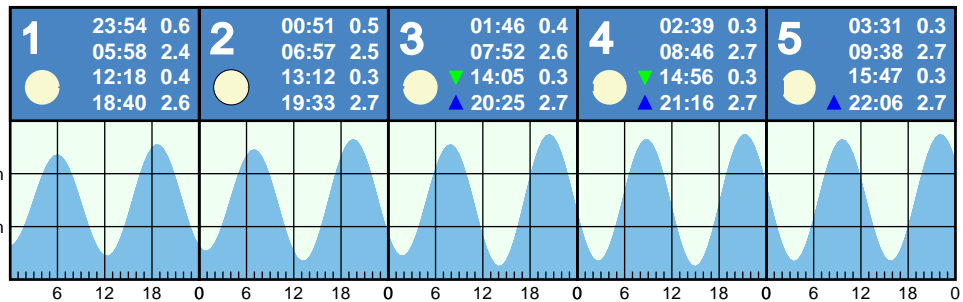 1
23:54 0.6
05:58 2.4
12:18 0.4
18:40 2.6
2
00:51 0.5
06:57 2.5
13:12 0.3
19:33 2.7
3
01:46 0.4
07:52 2.6
▼ 14:05 0.3
▲ 20:25 2.7
4
02:39 0.3
08:46 2.7
▼ 14:56 0.3
▲ 21:16 2.7
5
03:31 0.3
09:38 2.7
15:47 0.3
▲ 22:06 2.7
m
m
6 12 18 0 6 12 18 0 6 12 18 0 6 12 18 0 6 12 18 0